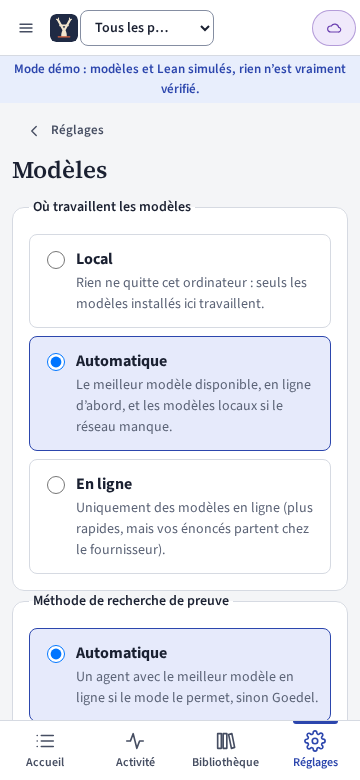 Tous les p…
Mode démo : modèles et Lean simulés, rien n’est vraiment
vérifié.
Réglages
Modèles
Où travaillent les modèles
Local
Rien ne quitte cet ordinateur : seuls les
modèles installés ici travaillent.
Automatique
Le meilleur modèle disponible, en ligne
d’abord, et les modèles locaux si le
réseau manque.
En ligne
Uniquement des modèles en ligne (plus
rapides, mais vos énoncés partent chez
le fournisseur).
Méthode de recherche de preuve
Automatique
Un agent avec le meilleur modèle en
ligne si le mode le permet, sinon Goedel.
Accueil
Activité
Bibliothèque
Réglages